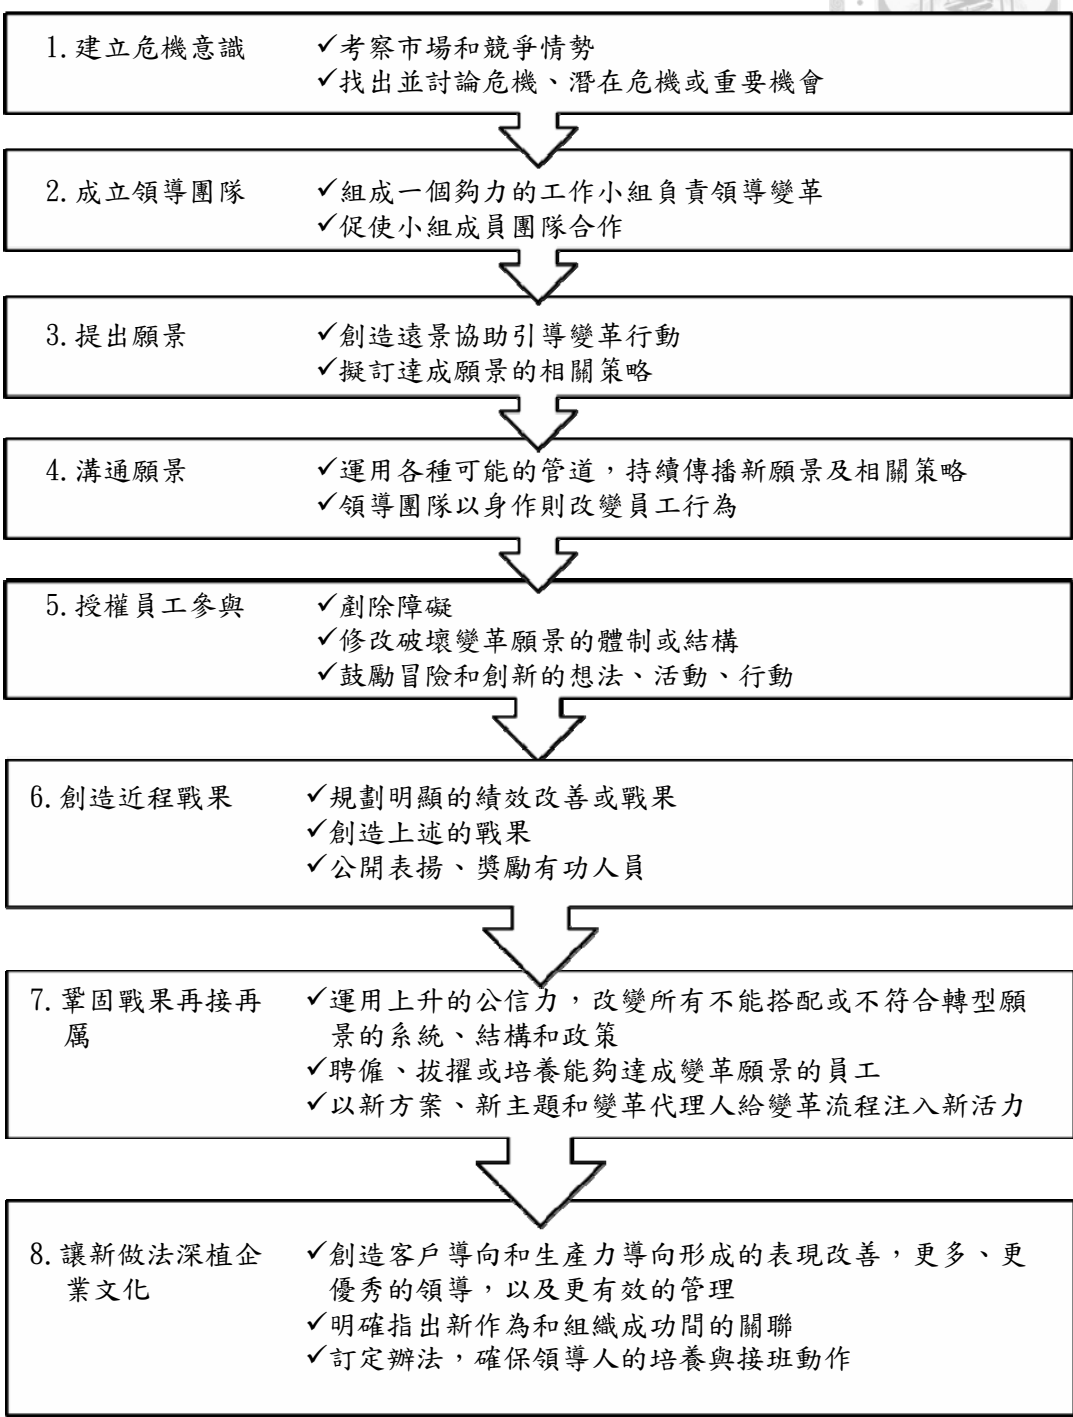 1.建立危機意識 ✓考察市場和競爭情勢
✓找出並討論危機、潛在危機或重要機會
2.成立領導團隊 ✓組成一個夠力的工作小組負責領導變革
✓促使小組成員團隊合作
3.提出願景 ✓創造遠景協助引導變革行動
✓擬訂達成願景的相關策略
4.溝通願景 ✓運用各種可能的管道，持續傳播新願景及相關策略
✓領導團隊以身作則改變員工行為
5.授權員工參與 ✓剷除障礙
✓修改破壞變革願景的體制或結構
✓鼓勵冒險和創新的想法、活動、行動
6.創造近程戰果 ✓規劃明顯的績效改善或戰果
✓創造上述的戰果
✓公開表揚、獎勵有功人員
7.鞏固戰果再接再 ✓運用上升的公信力，改變所有不能搭配或不符合轉型願
厲 景的系統、結構和政策
✓聘僱、拔擢或培養能夠達成變革願景的員工
✓以新方案、新主題和變革代理人給變革流程注入新活力
8.讓新做法深植企 ✓創造客戶導向和生產力導向形成的表現改善，更多、更
業文化 優秀的領導，以及更有效的管理
✓明確指出新作為和組織成功間的關聯
✓訂定辦法，確保領導人的培養與接班動作